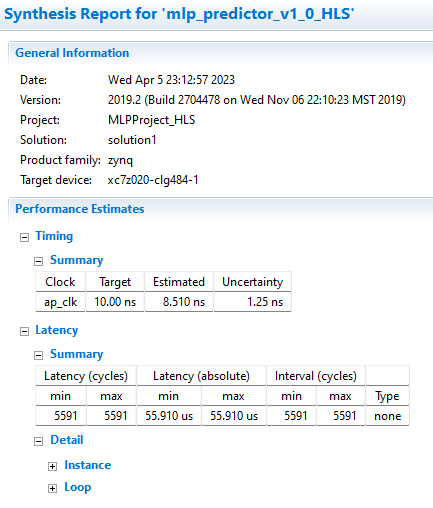 Synthesis Report for 'mlp_predictor_v1_0_HLS'
General Information
Date: Wed Apr 5 23:12:57 2023
Version: 2019.2 (Build 2704478 on Wed Nov 06 22:10:23 MST 2019)
Project: MLPProject_HLS
Solution: solution1
Product family: zynq
Target device: xc7z020-clg484-1
Performance Estimates
Timing
Summary
Clock Target Estimated Uncertainty
ap_clk 10.00 ns 8.510 ns 1.25 ns
Latency
Summary
Latency (cycles) Latency (absolute) Interval (cycles)
min max min max min max Type
5591 5591 55.910 us 55.910 us 5591 5591 none
Detail
Instance
Loop